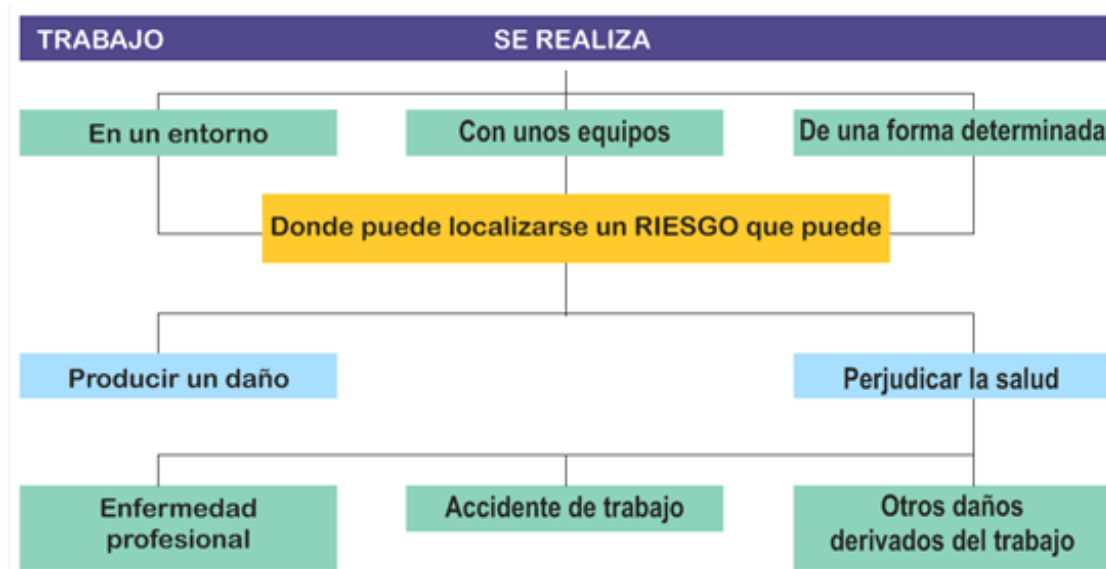 TRABAJO SE REALIZA
En un entorno
Con unos equipos
De una forma determinada
Donde puede localizarse un RIESGO que puede
Producir un daño
Perjudicar la salud
Enfermedad
profesional
Accidente de trabajo
Otros daños
derivados del trabajo